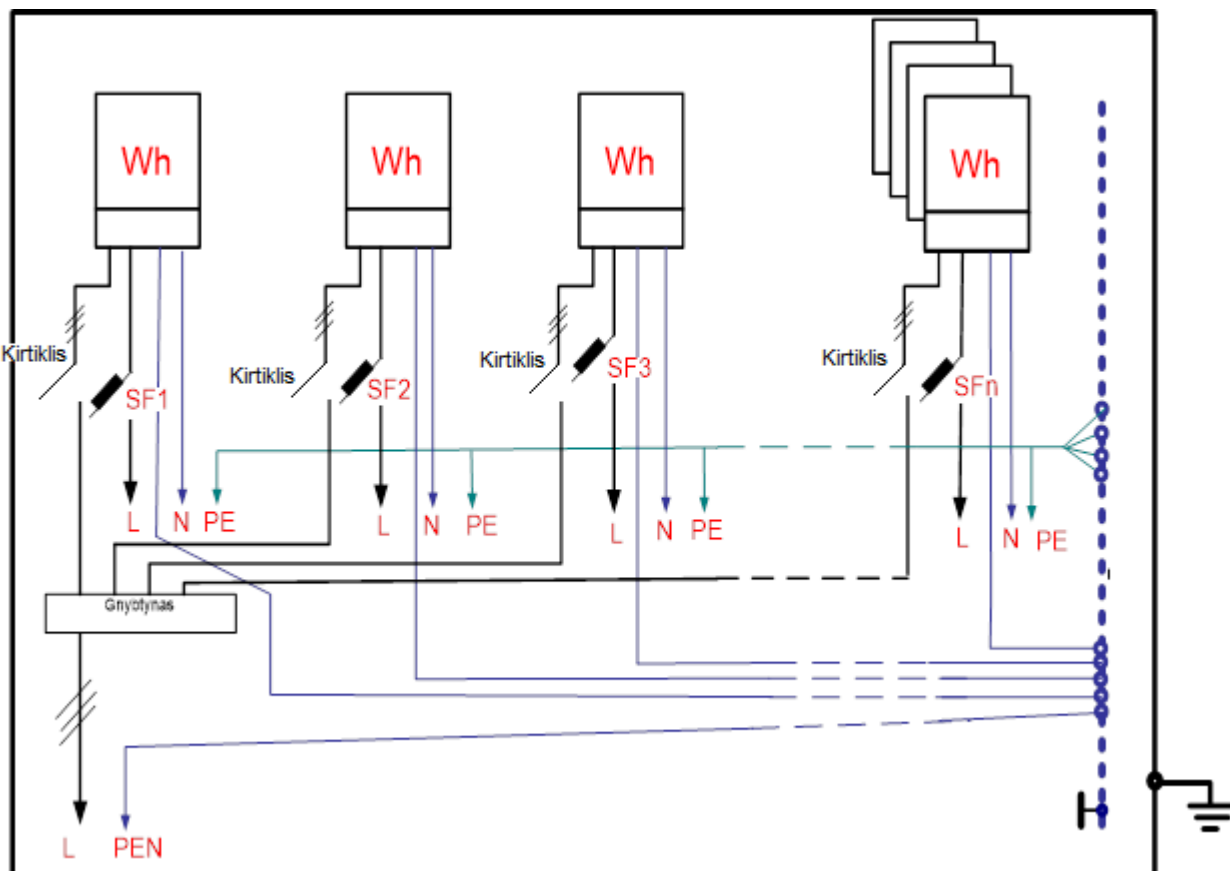 Wh
Wh
Wh
Wh
Kirtiklis
SF1
Kirtiklis
SF2
Kirtiklis
SF3
Kirtiklis
SFn
L
N
PE
L
N
PE
L
N
PE
L
N
PE
Gnybtynas
L
PEN